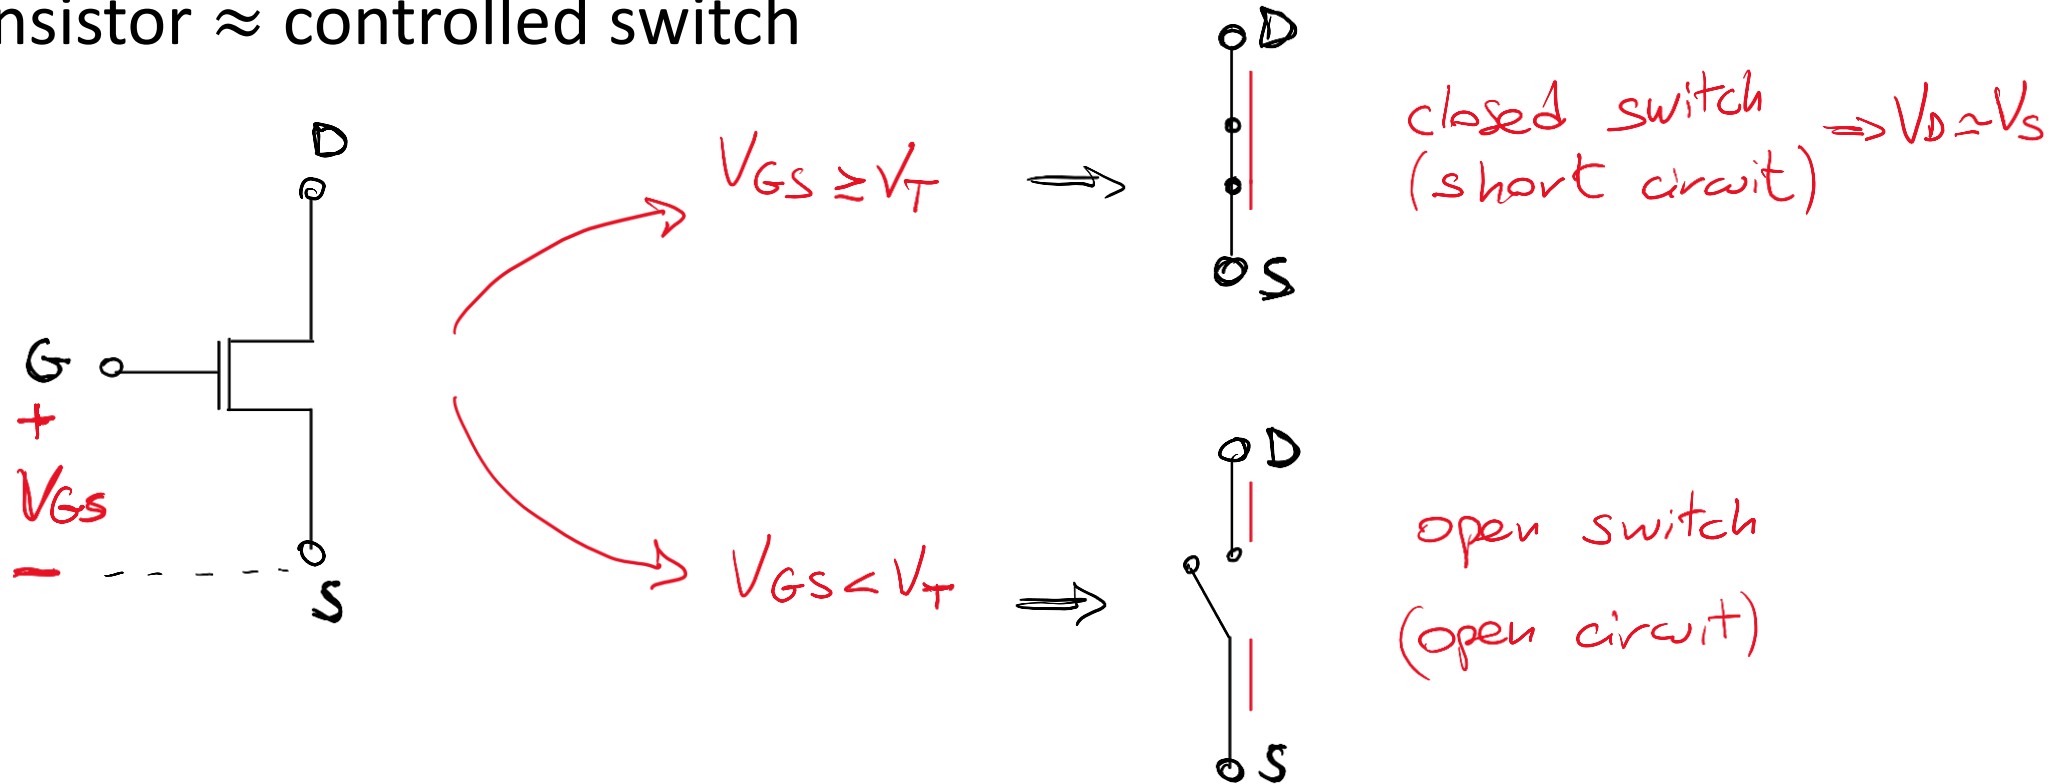 nsistor ≈ controlled switch
D
G
+
VGS
-
S
VGS ≥ VT
D
S
closed switch ⇒ VD ≃ VS
(short circuit)
VGS < VT
D
S
open switch
(open circuit)